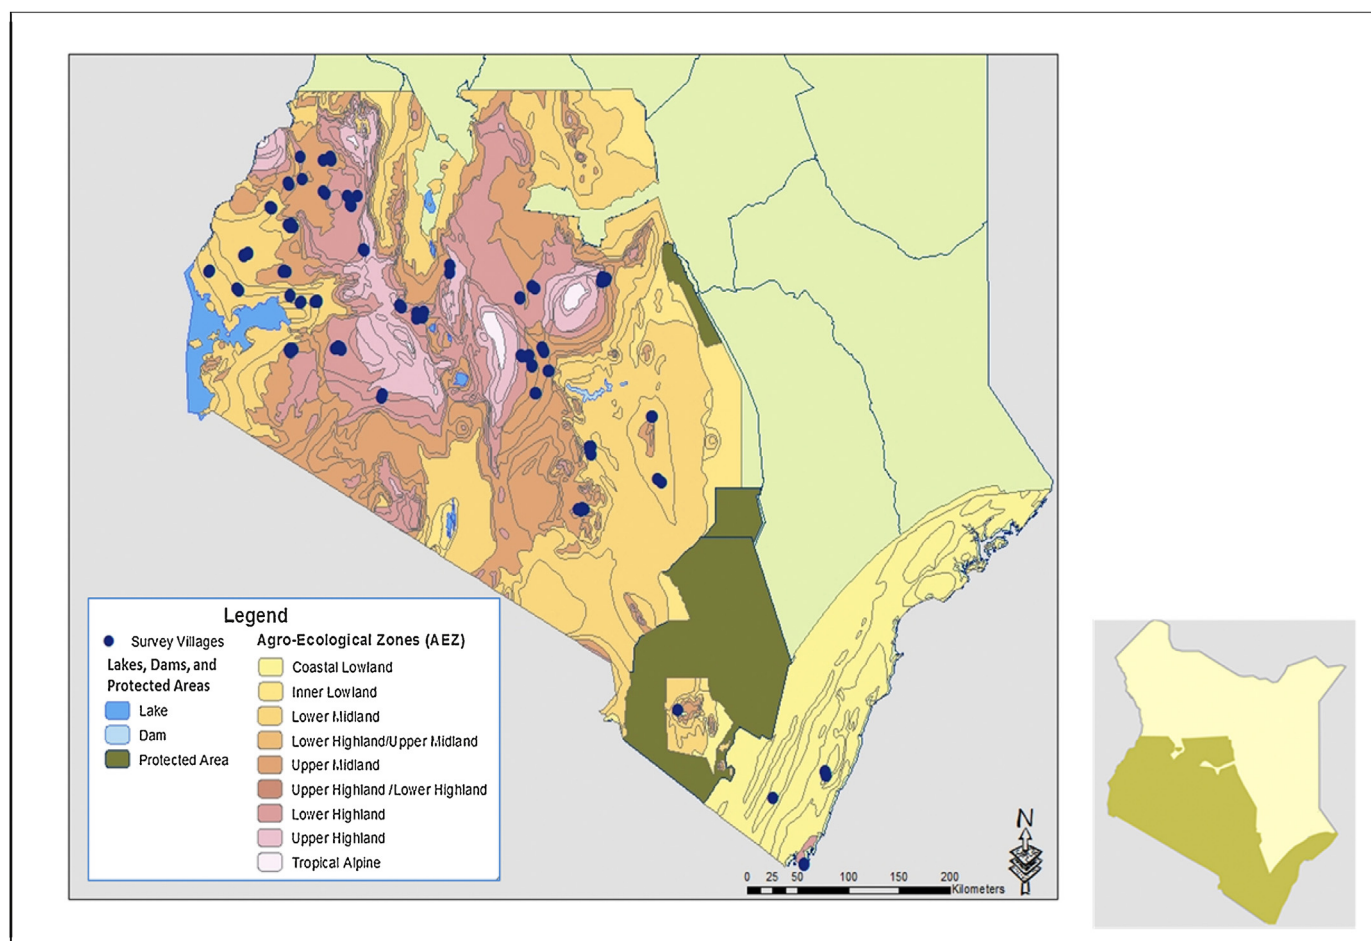 Legend
Survey Villages
Lakes, Dams, and
Protected Areas
Lake
Dam
Protected Area
Agro-Ecological Zones (AEZ)
Coastal Lowland
Inner Lowland
Lower Midland
Lower Highland/Upper Midland
Upper Midland
Upper Highland /Lower Highland
Lower Highland
Upper Highland
Tropical Alpine
N
0 25 50 100 150 200
Kilometers